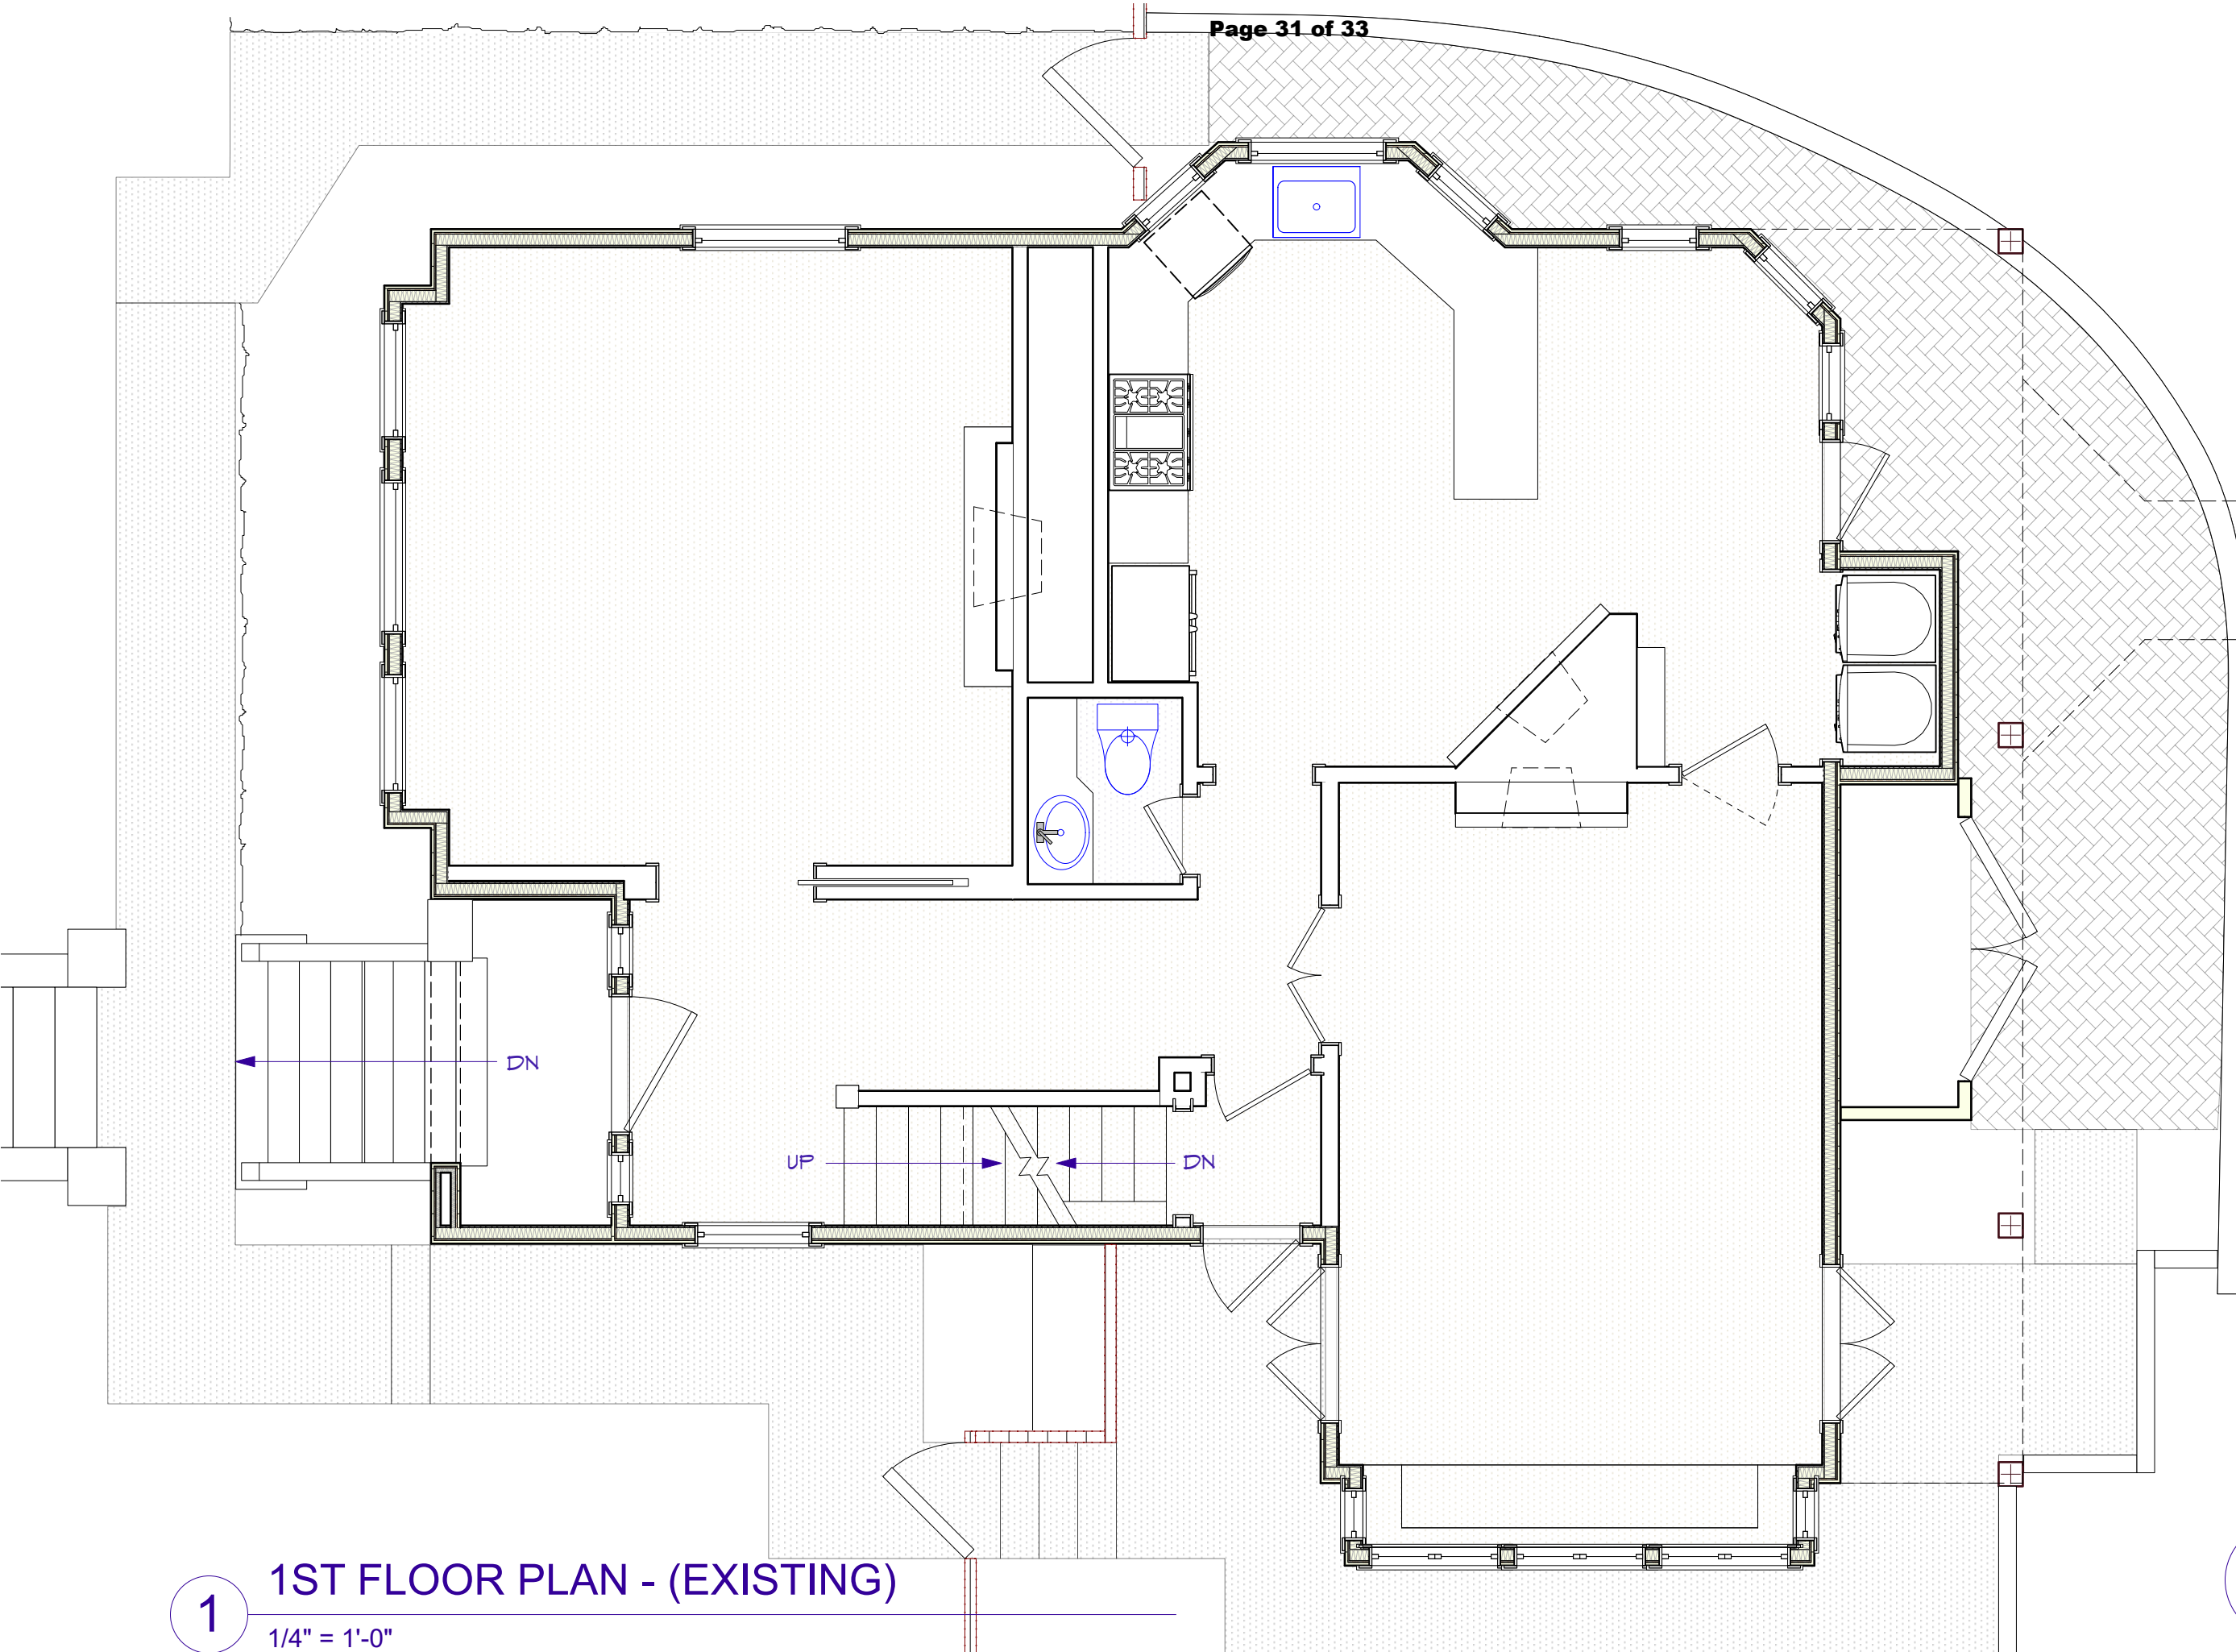 Page 31 of 33
DN
UP
DN
1
1ST FLOOR PLAN - (EXISTING)
1/4" = 1'-0"